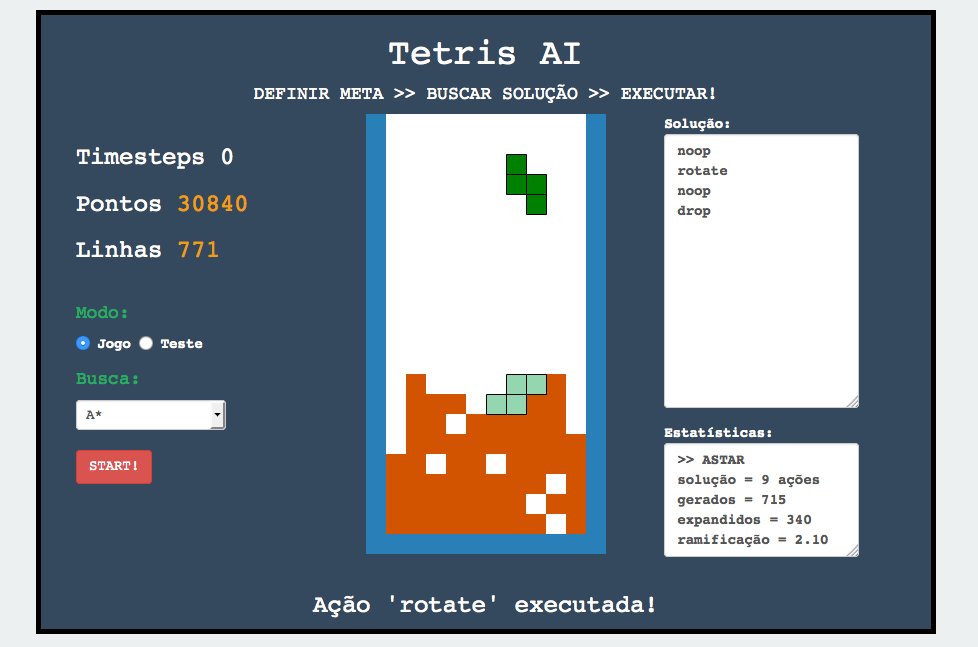 Tetris AI
DEFINIR META >> BUSCAR SOLUÇÃO >> EXECUTAR!
Timesteps 0
Pontos 30840
Linhas 771
Modo:
Jogo Teste
Busca:
A*
START!
Solução:
noop
rotate
noop
drop
Estatísticas:
>> ASTAR
solução = 9 ações
gerados = 715
expandidos = 340
ramificação = 2.10
Ação 'rotate' executada!